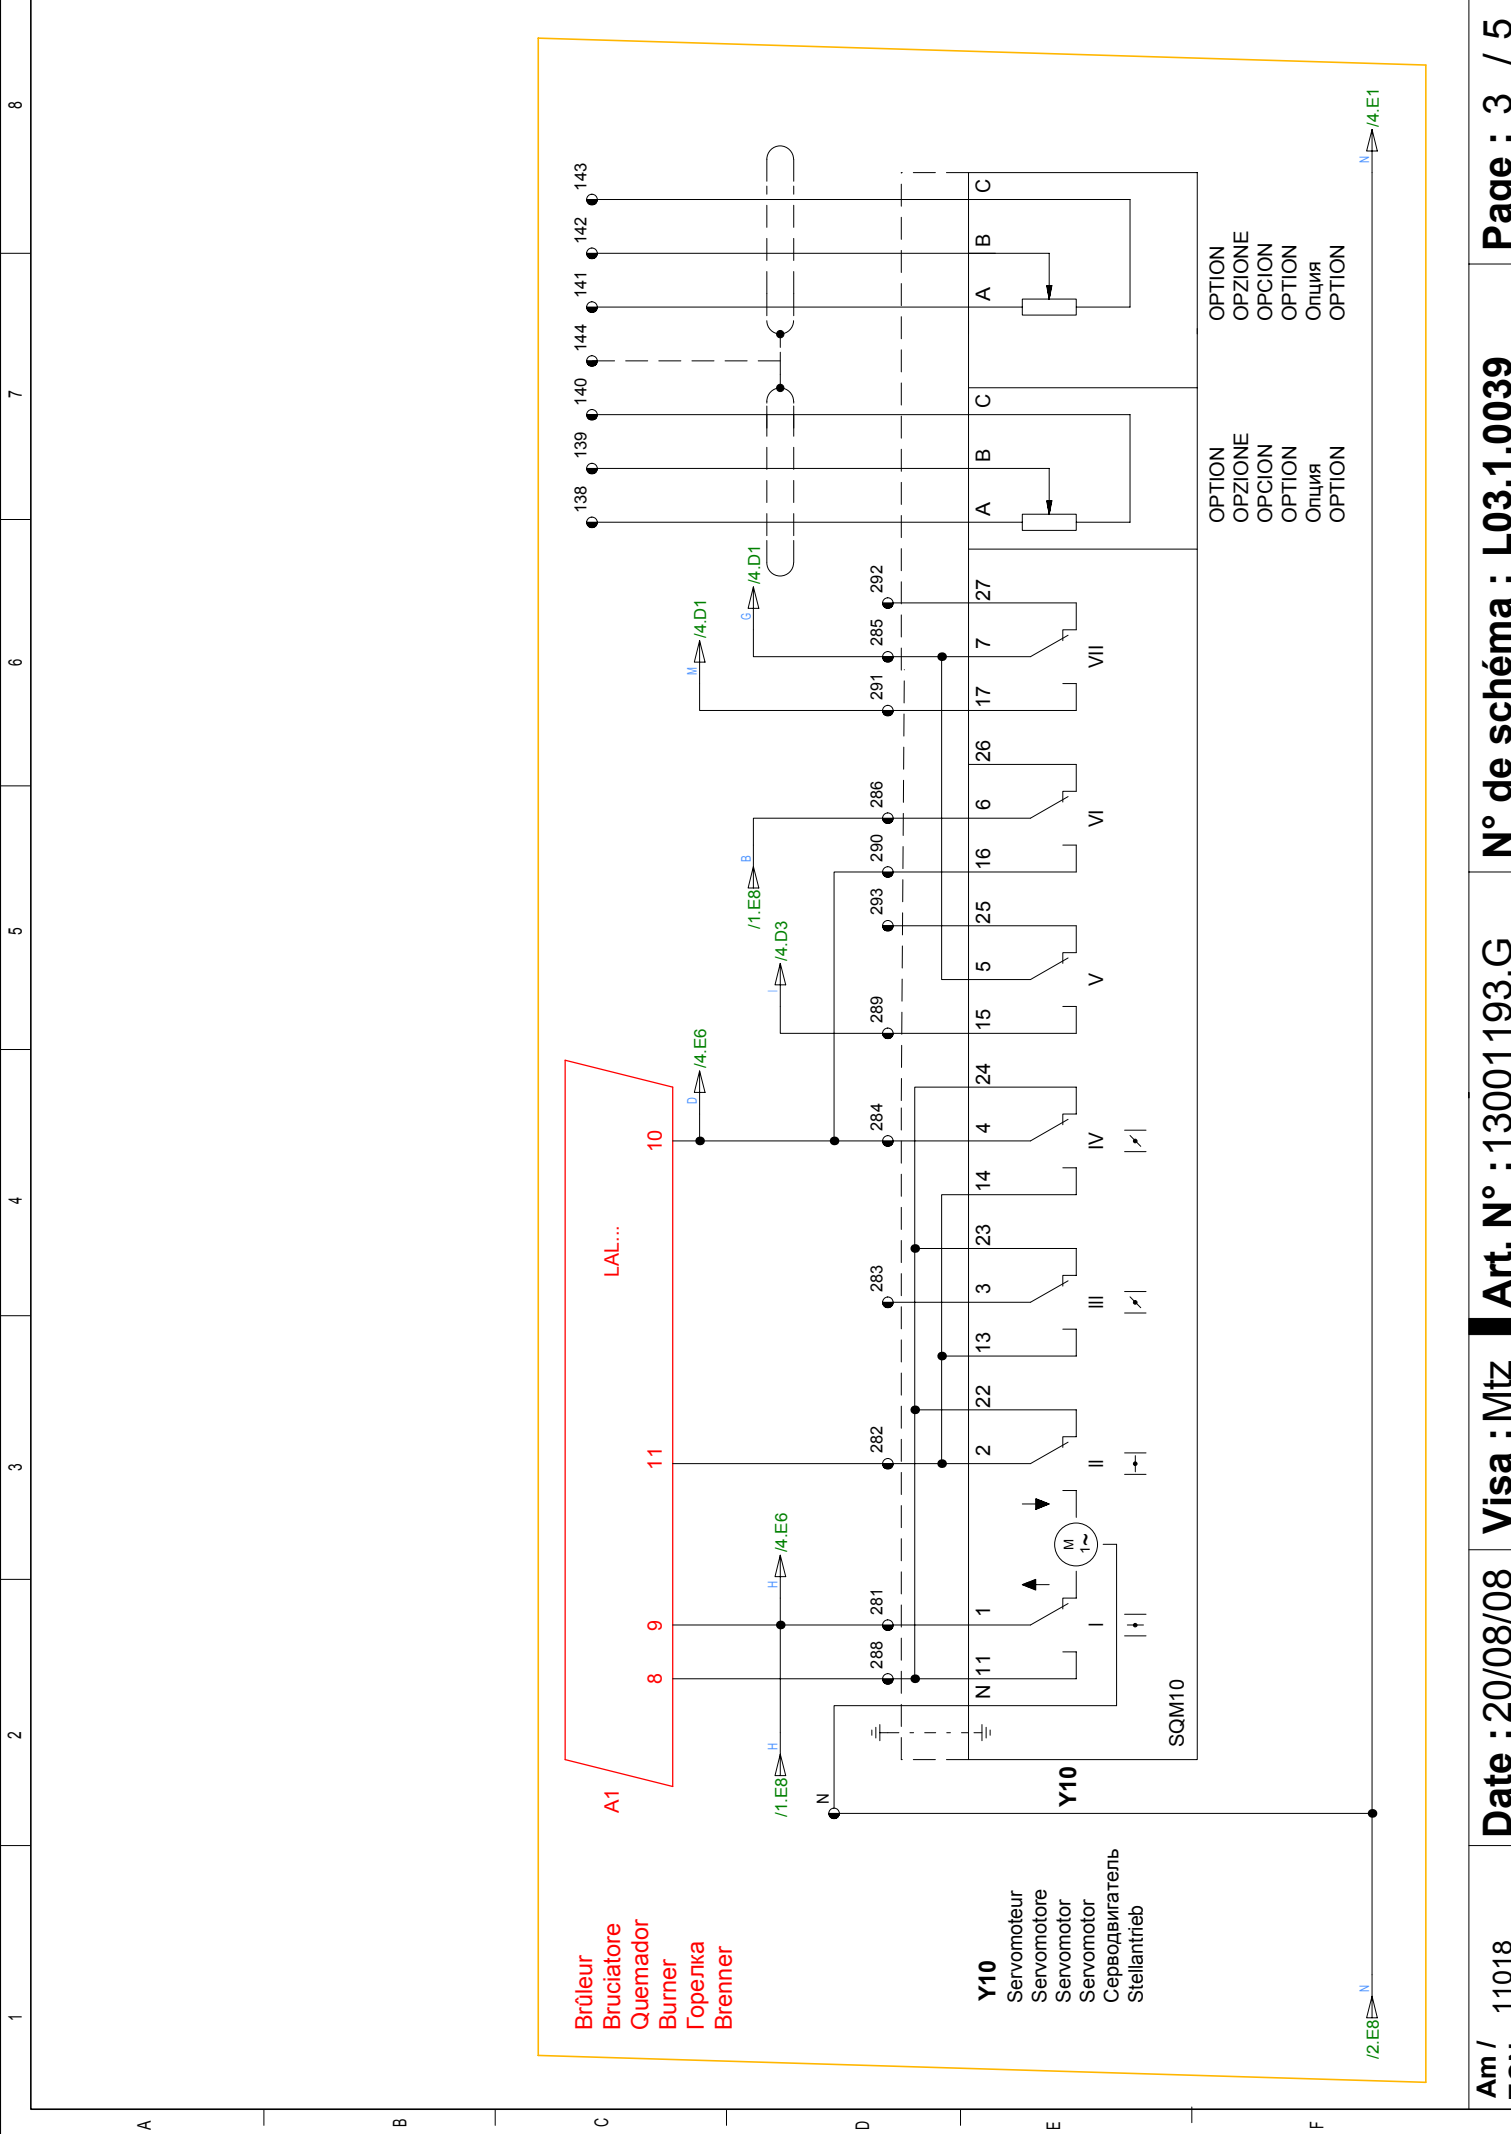 1 2 3 4 5 6 7 8
A
B
C
D
E
F
Brûleur
Bruciatore
Quemador
Burner
Горелка
Brenner
A1
LAL...
8 9 11 10
138 139 140 144 141 142 143
/1.E8 H H /4.E6
D /4.E6
I /4.D3
/1.E8 B
M /4.D1
G /4.D1
N
288 281 282 283 284 289 293 290 286 291 285 292
N 11 1 2 22 13 3 23 14 4 24 15 5 25 16 6 26 17 7 27 A B C A B C
M
1~
I II III IV V VI VII
SQM10
Y10
Y10
Servomoteur
Servomotore
Servomotor
Servomotor
Серводвигатель
Stellantrieb
OPTION
OPZIONE
OPCION
OPTION
Опция
OPTION
OPTION
OPZIONE
OPCION
OPTION
Опция
OPTION
/2.E8 N N /4.E1
Am / 11018
Date : 20/08/08
Visa : Mtz
Art. N° : 13001193.G
N° de schéma : L03.1.0039
Page : 3 / 5